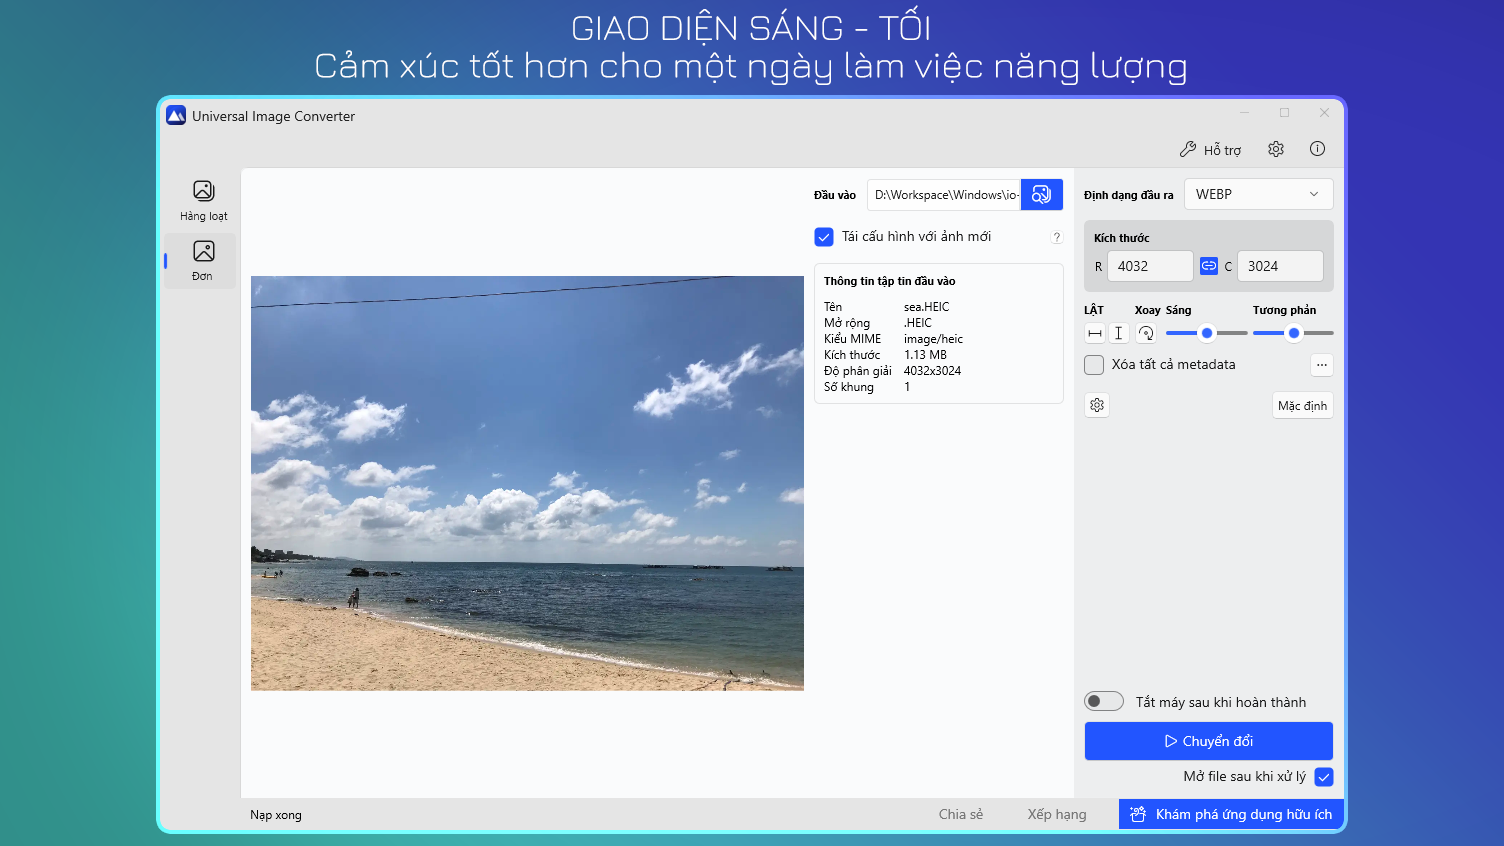 GIAO DIỆN SÁNG - TỐI
Cảm xúc tốt hơn cho một ngày làm việc năng lượng
Universal Image Converter
Hỗ trợ
Hàng loạt
Đơn
Đầu vào D:\Workspace\Windows\io-
Tái cấu hình với ảnh mới ?
Thông tin tập tin đầu vào
Tên sea.HEIC
Mở rộng .HEIC
Kiểu MIME image/heic
Kích thước 1.13 MB
Độ phân giải 4032x3024
Số khung 1
Định dạng đầu ra WEBP
Kích thước
R 4032 C 3024
LẬT Xoay Sáng Tương phản
Xóa tất cả metadata ...
Mặc định
Tắt máy sau khi hoàn thành
Chuyển đổi
Mở file sau khi xử lý
Nạp xong Chia sẻ Xếp hạng Khám phá ứng dụng hữu ích